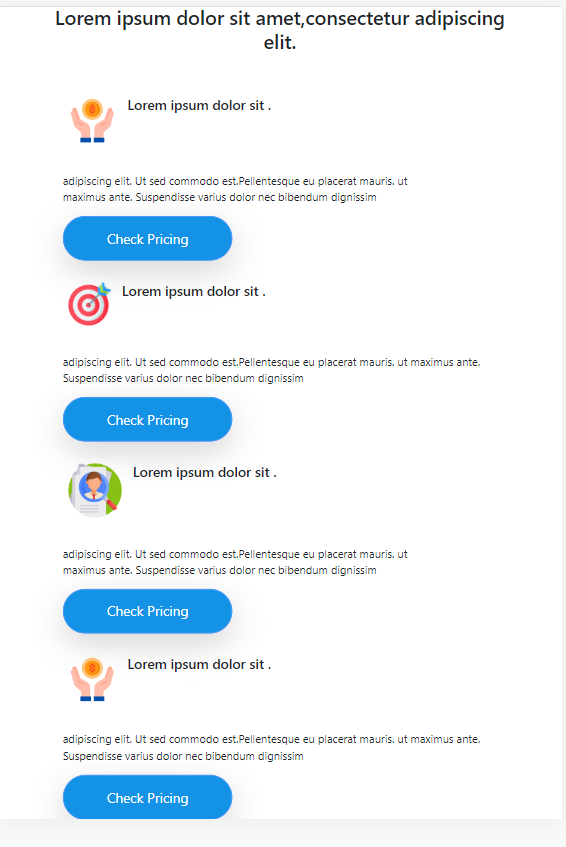 Lorem ipsum dolor sit amet,consectetur adipiscing
elit.
Lorem ipsum dolor sit .
adipiscing elit. Ut sed commodo est.Pellentesque eu placerat mauris. ut
maximus ante. Suspendisse varius dolor nec bibendum dignissim
Check Pricing
Lorem ipsum dolor sit .
adipiscing elit. Ut sed commodo est.Pellentesque eu placerat mauris. ut maximus ante.
Suspendisse varius dolor nec bibendum dignissim
Check Pricing
Lorem ipsum dolor sit .
adipiscing elit. Ut sed commodo est.Pellentesque eu placerat mauris. ut
maximus ante. Suspendisse varius dolor nec bibendum dignissim
Check Pricing
Lorem ipsum dolor sit .
adipiscing elit. Ut sed commodo est.Pellentesque eu placerat mauris. ut maximus ante.
Suspendisse varius dolor nec bibendum dignissim
Check Pricing